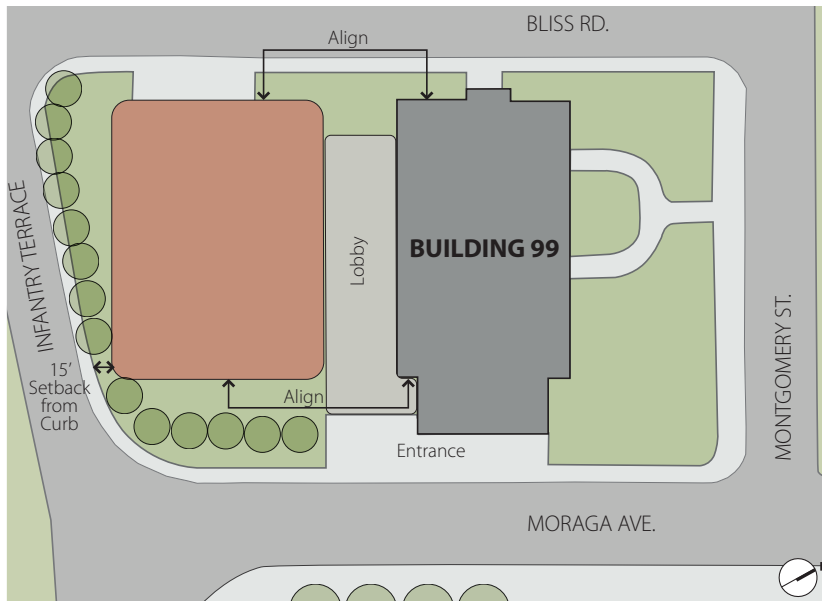 BLISS RD.
Align
INFANTRY TERRACE
Lobby
BUILDING 99
MONTGOMERY ST.
15’
Setback
from
Curb
Align
Entrance
MORAGA AVE.